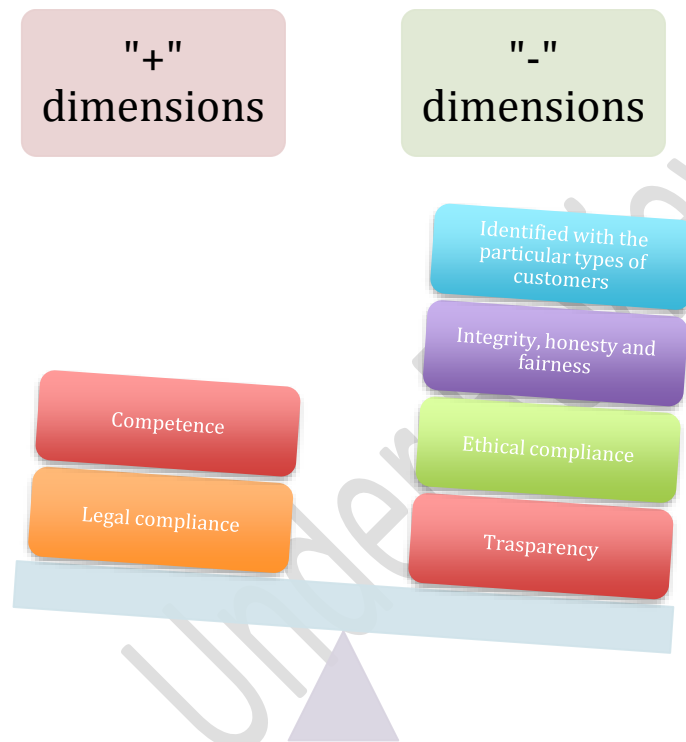 "+"
dimensions
"-"
dimensions
Competence
Legal compliance
Identified with the
particular types of
customers
Integrity, honesty and
fairness
Ethical compliance
Trasparency
Under